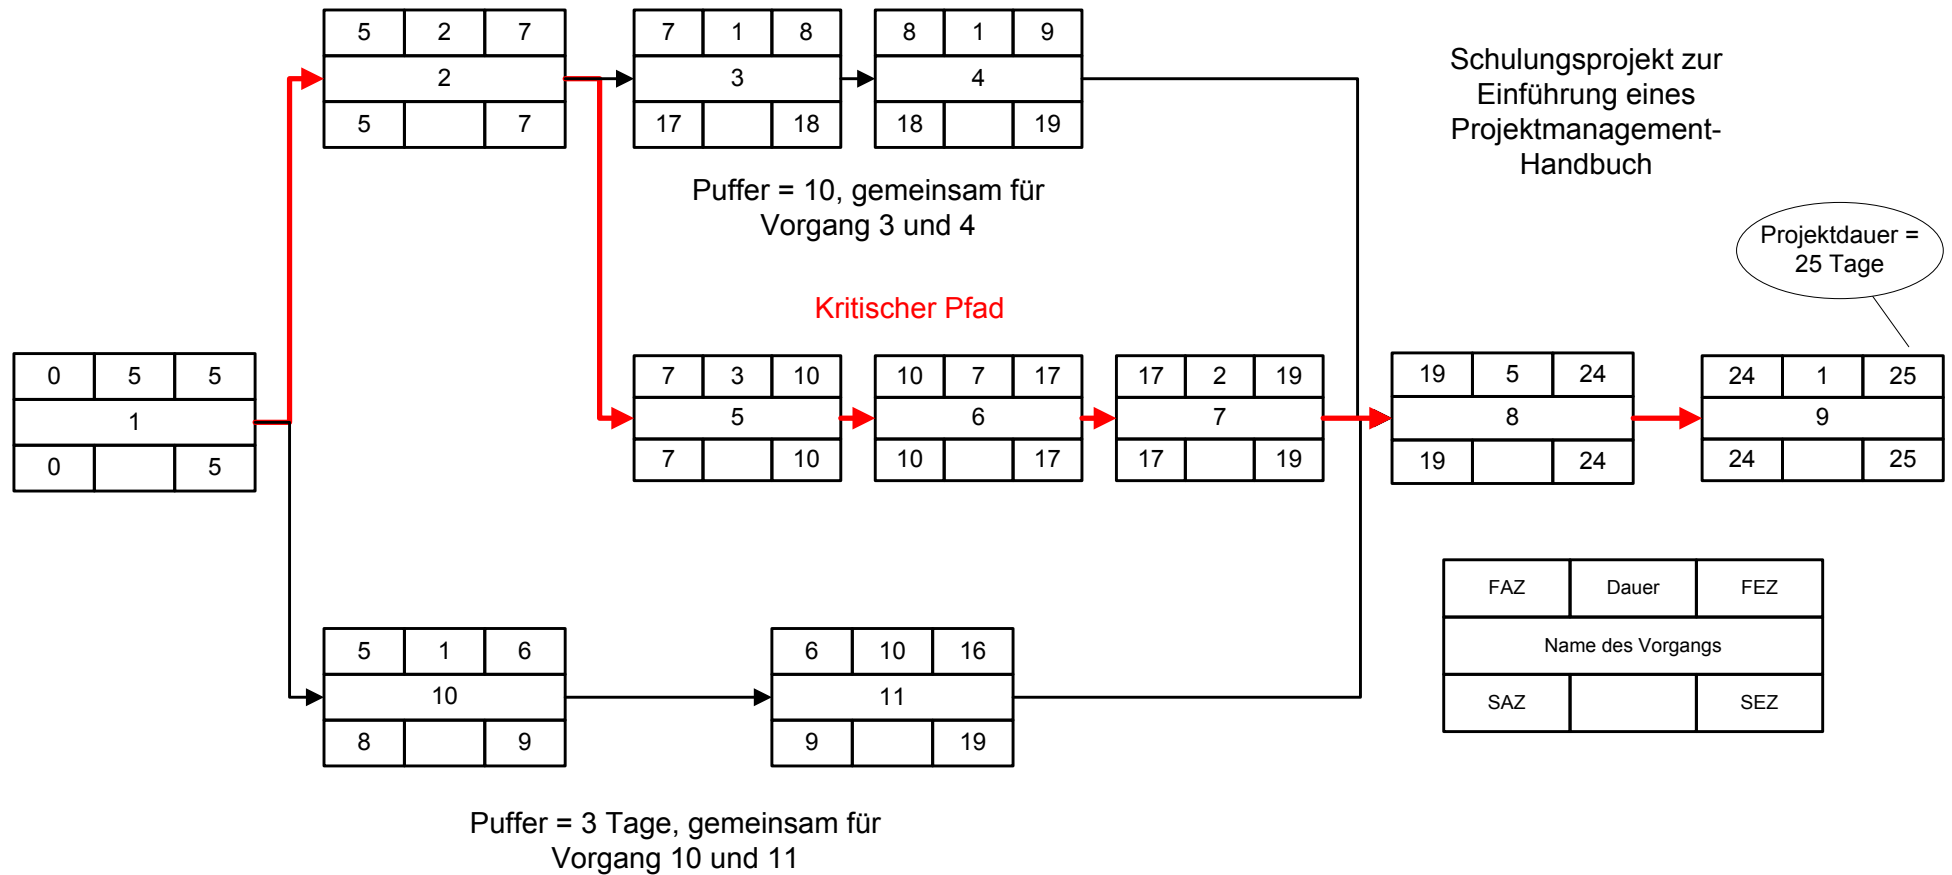 5 2 7
2
5 7
7 1 8
3
17 18
8 1 9
4
18 19
Schulungsprojekt zur
Einführung eines
Projektmanagement-
Handbuch
Puffer = 10, gemeinsam für
Vorgang 3 und 4
Projektdauer =
25 Tage
Kritischer Pfad
0 5 5
1
0 5
7 3 10
5
7 10
10 7 17
6
10 17
17 2 19
7
17 19
19 5 24
8
19 24
24 1 25
9
24 25
FAZ Dauer FEZ
Name des Vorgangs
SAZ SEZ
5 1 6
10
8 9
6 10 16
11
9 19
Puffer = 3 Tage, gemeinsam für
Vorgang 10 und 11